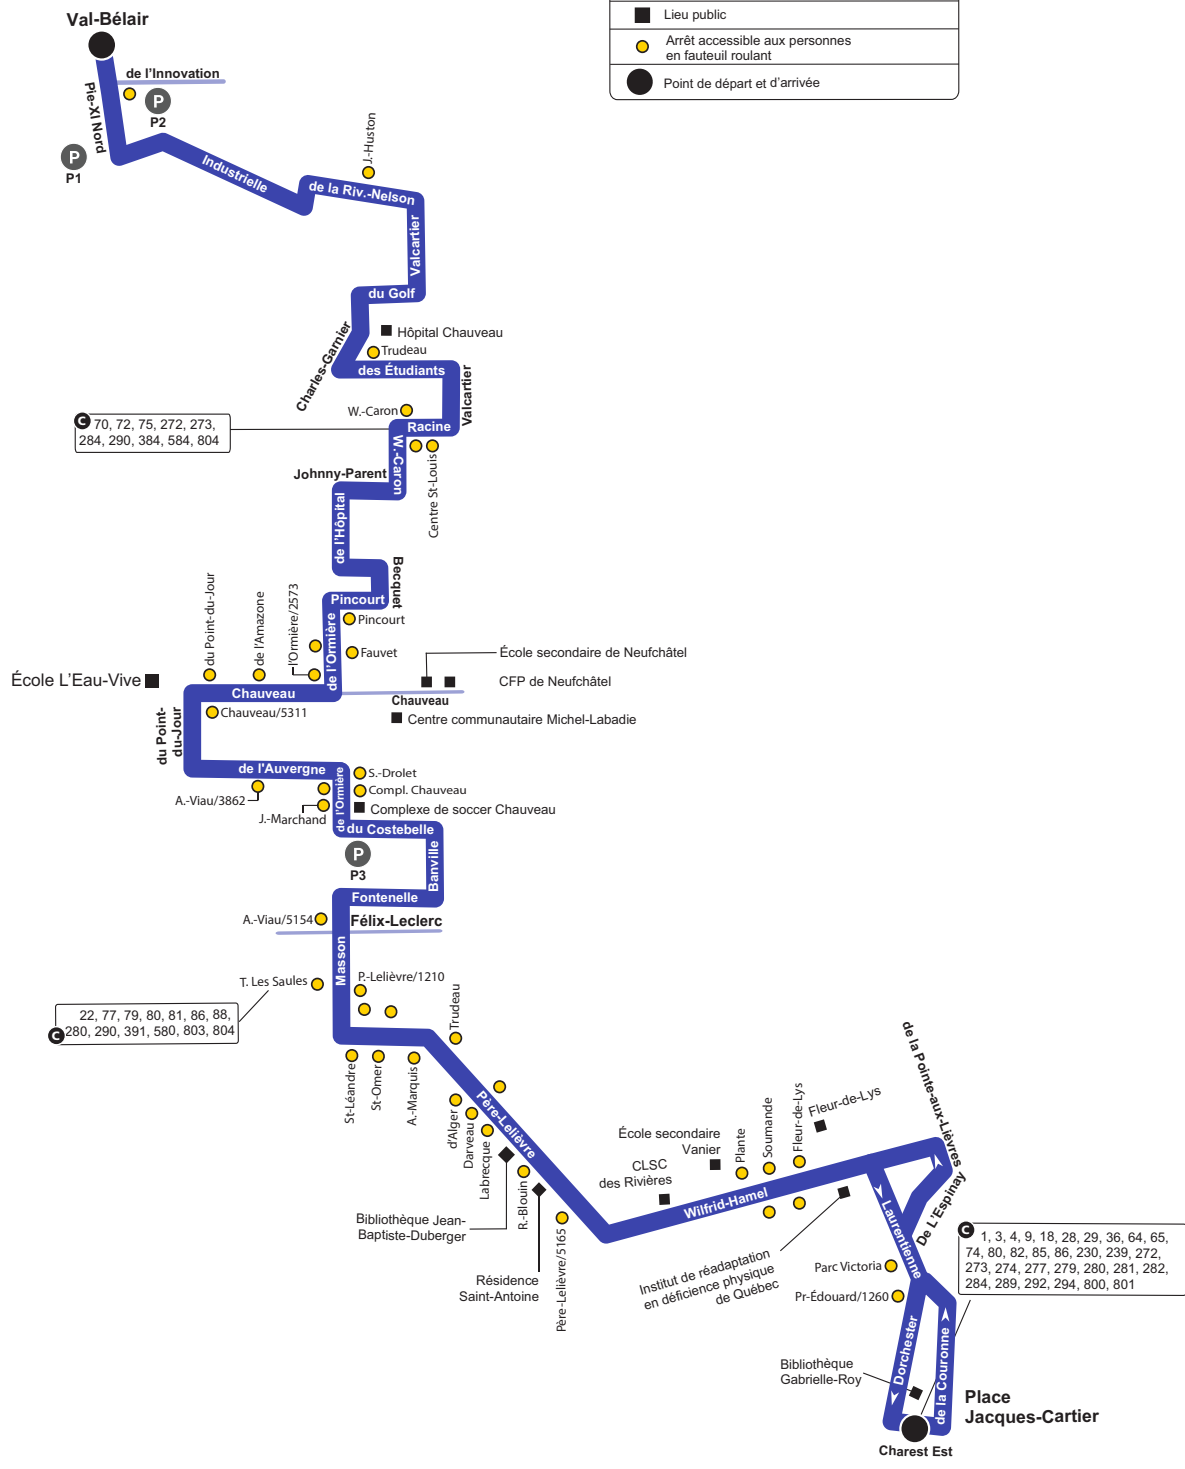 Lieu public
Arrêt accessible aux personnes
en fauteuil roulant
Point de départ et d'arrivée
Val-Bélair
de l'Innovation
Pie-XI Nord
P
P2
P
P1
Industrielle
J.-Huston
de la Riv.-Nelson
Valcartier
du Golf
Hôpital Chauveau
Charles-Garnier
Trudeau
des Étudiants
Valcartier
W.-Caron
Racine
C 70, 72, 75, 272, 273,
284, 290, 384, 584, 804
W.-Caron
Centre St-Louis
Johnny-Parent
de l'Hôpital
Becquet
Pincourt
Pincourt
de l'Ormière
Fauvet
du Point-du-Jour
de l'Amazone
l'Ormière/2573
École secondaire de Neufchâtel
CFP de Neufchâtel
École L'Eau-Vive
Chauveau
Chauveau
Centre communautaire Michel-Labadie
Chauveau/5311
du Point-
du-Jour
de l'Auvergne
S.-Drolet
Compl. Chauveau
A.-Viau/3862
J.-Marchand
de l'Ormière
Complexe de soccer Chauveau
du Costebelle
P
P3
Banville
Fontenelle
A.-Viau/5154
Félix-Leclerc
Masson
T. Les Saules
P.-Lelièvre/1210
22, 77, 79, 80, 81, 86, 88,
C 280, 290, 391, 580, 803, 804
Trudeau
St-Léandre
St-Omer
A.-Marquis
Père-Lelièvre
d'Alger
Darveau
Labrecque
R.-Blouin
Bibliothèque Jean-
Baptiste-Duberger
Résidence
Saint-Antoine
Père-Lelièvre/5165
École secondaire
Vanier
CLSC
des Rivières
Plante
Soumande
Fleur-de-Lys
Fleur-de-Lys
Wilfrid-Hamel
Institut de réadaptation
en déficience physique
de Québec
de la Pointe-aux-Lièvres
De L'Espinay
Laurentienne
C 1, 3, 4, 9, 18, 28, 29, 36, 64, 65,
74, 80, 82, 85, 86, 230, 239, 272,
273, 274, 277, 279, 280, 281, 282,
284, 289, 292, 294, 800, 801
Parc Victoria
Pr-Édouard/1260
Dorchester
de la Couronne
Bibliothèque
Gabrielle-Roy
Place
Jacques-Cartier
Charest Est